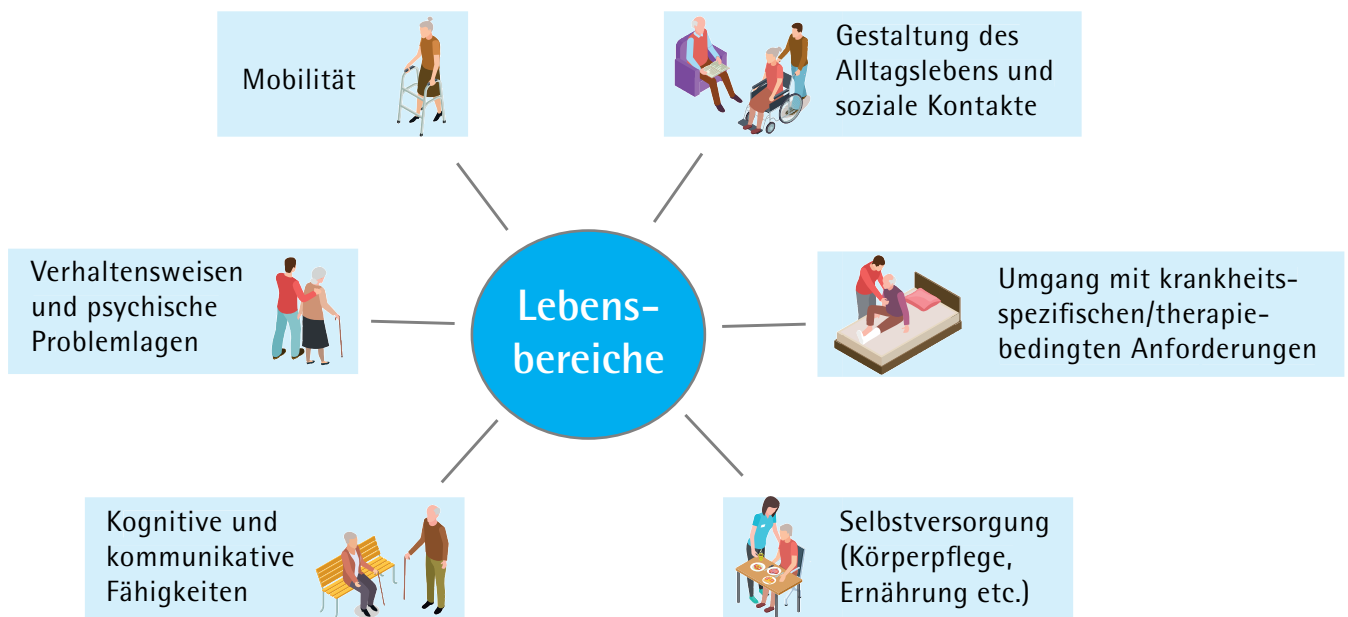 Mobilität
Gestaltung des
Alltagslebens und
soziale Kontakte
Verhaltensweisen
und psychische
Problemlagen
Lebens-
bereiche
Umgang mit krankheits-
spezifischen/therapie-
bedingten Anforderungen
Kognitive und
kommunikative
Fähigkeiten
Selbstversorgung
(Körperpflege,
Ernährung etc.)